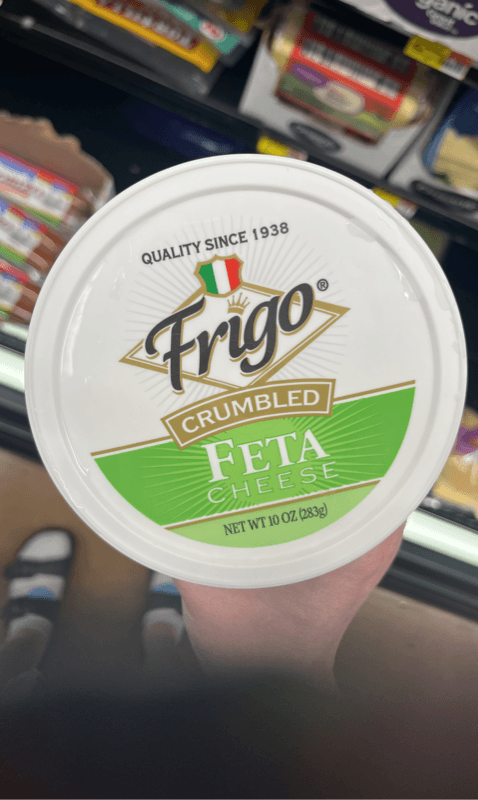 QUALITY SINCE 1938
Frigo®
CRUMBLED
FETA
CHEESE
NET WT 10 OZ (283g)